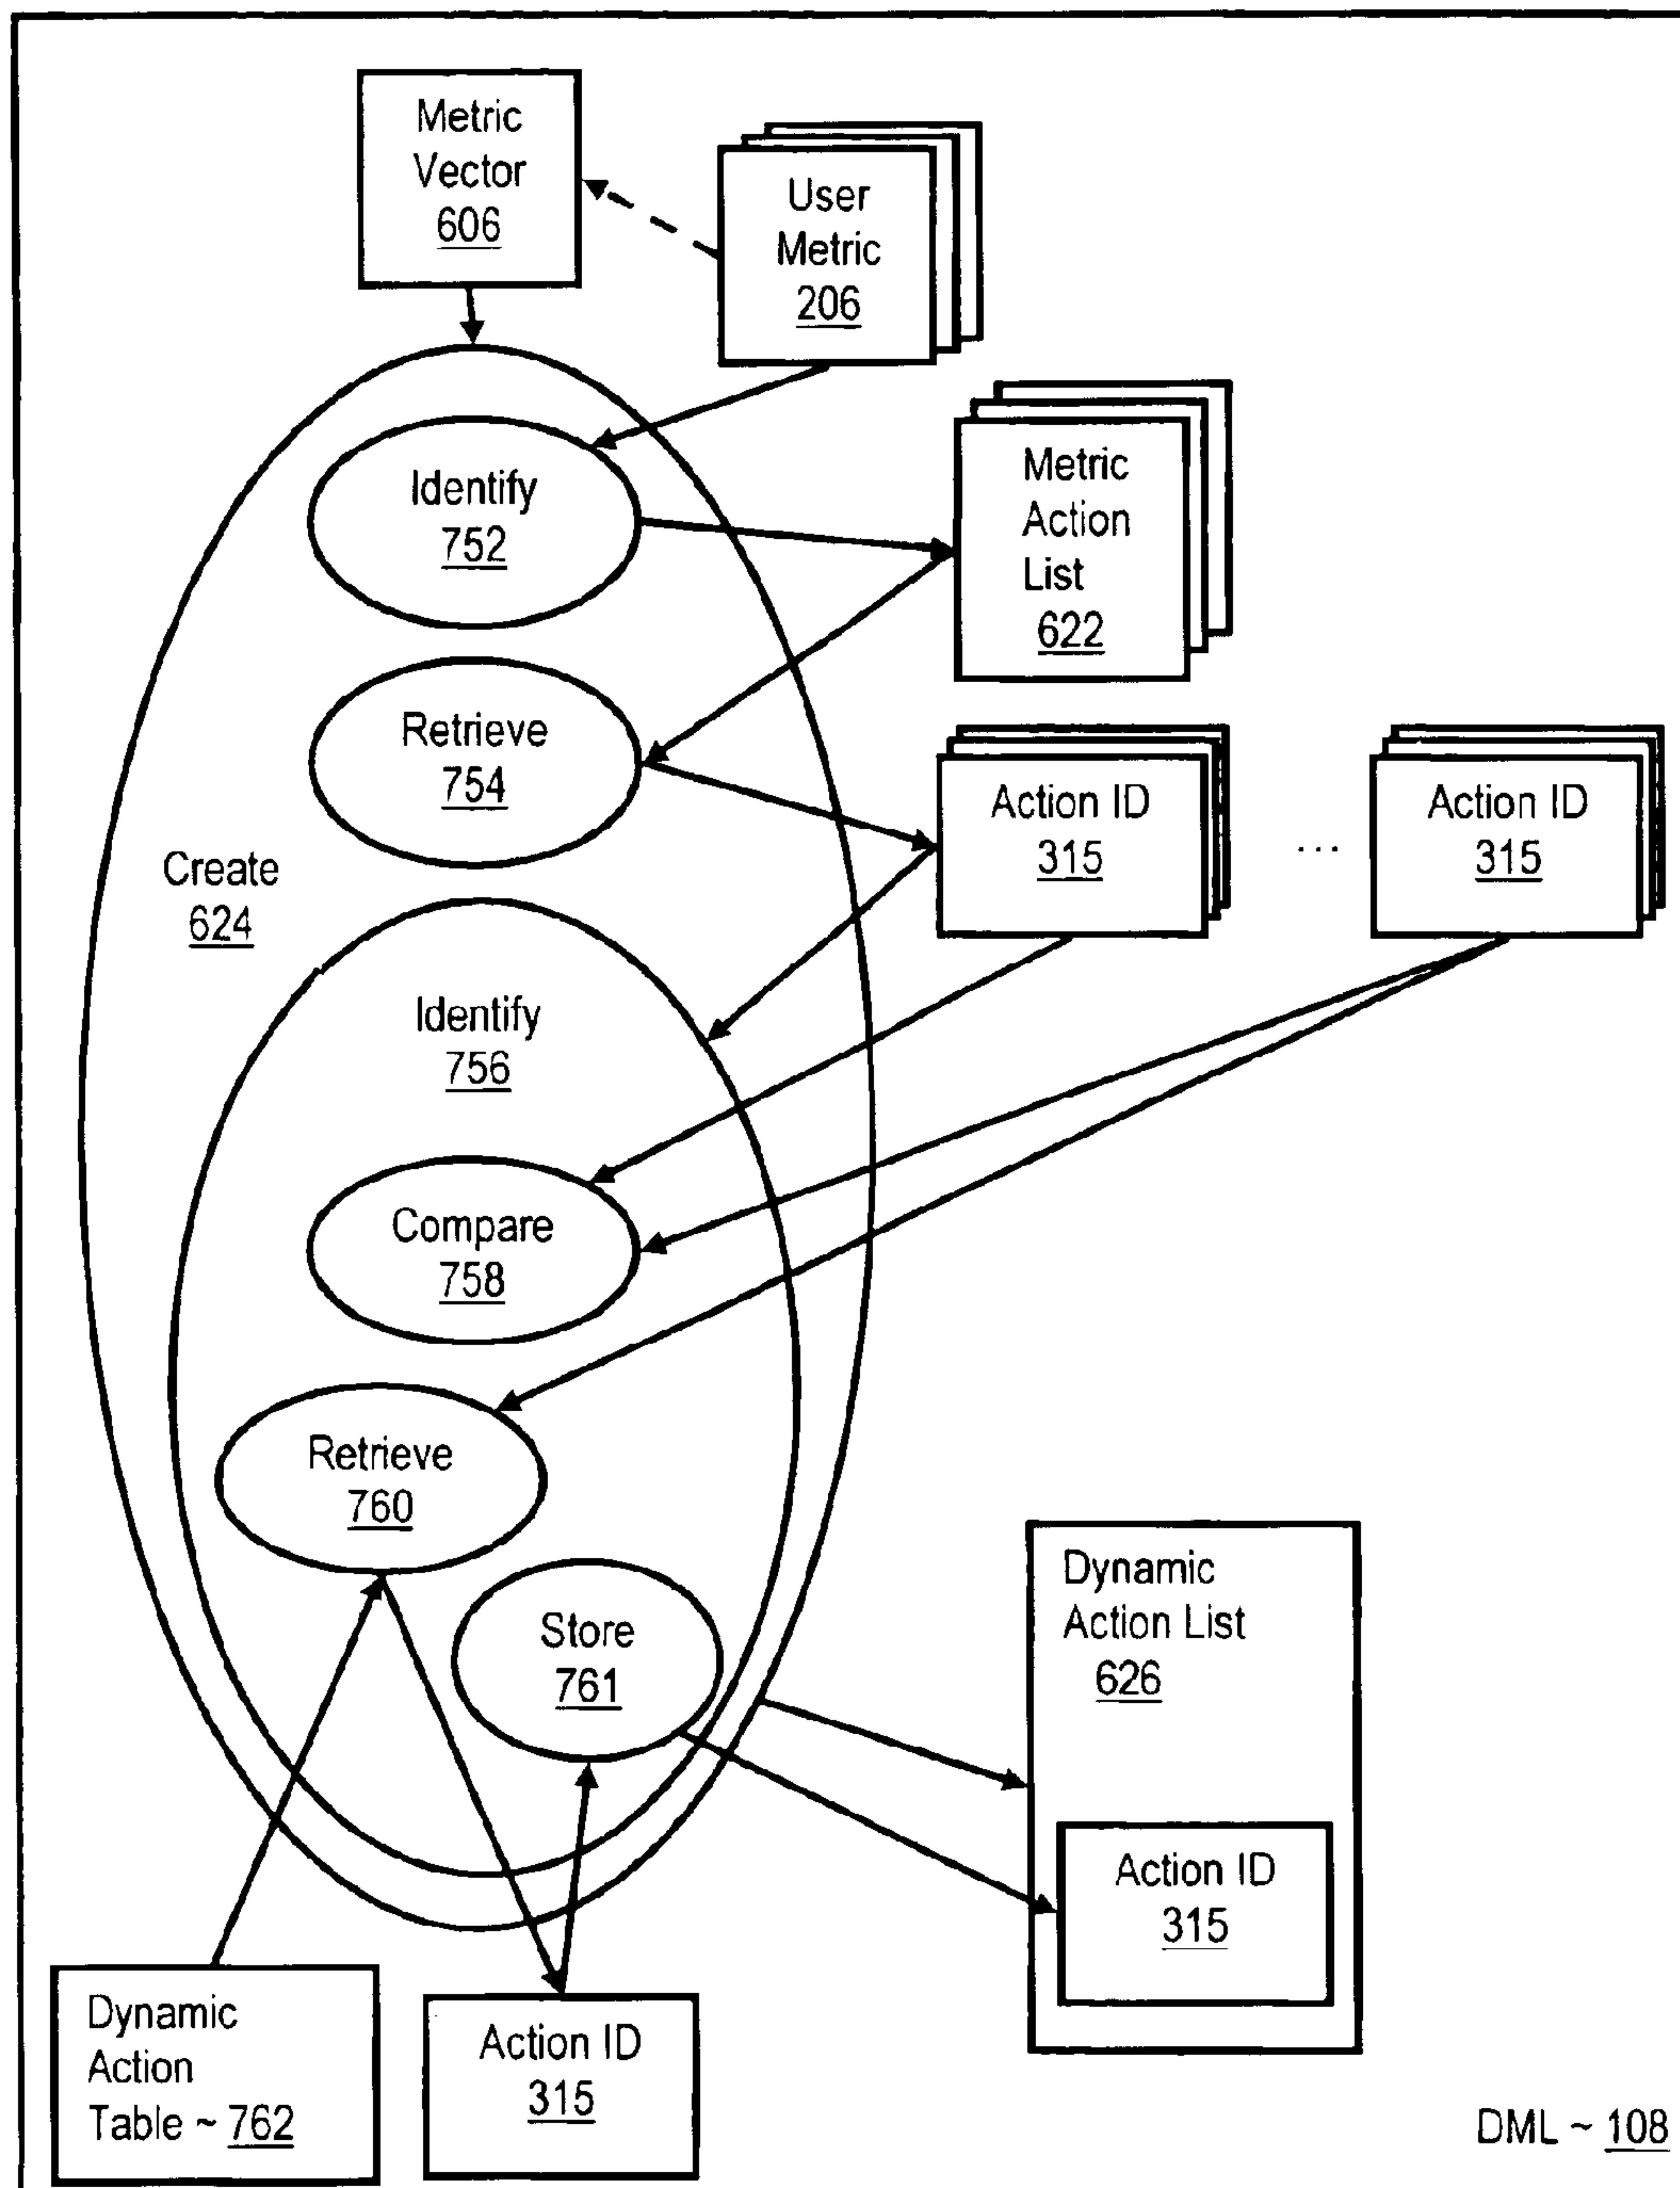 Metric
Vector
606
User
Metric
206
Identify
752
Metric
Action
List
622
Retrieve
754
Action ID
315
...
Action ID
315
Create
624
Identify
756
Compare
758
Retrieve
760
Store
761
Dynamic
Action List
626
Action ID
315
Dynamic
Action
Table ~ 762
Action ID
315
DML ~ 108